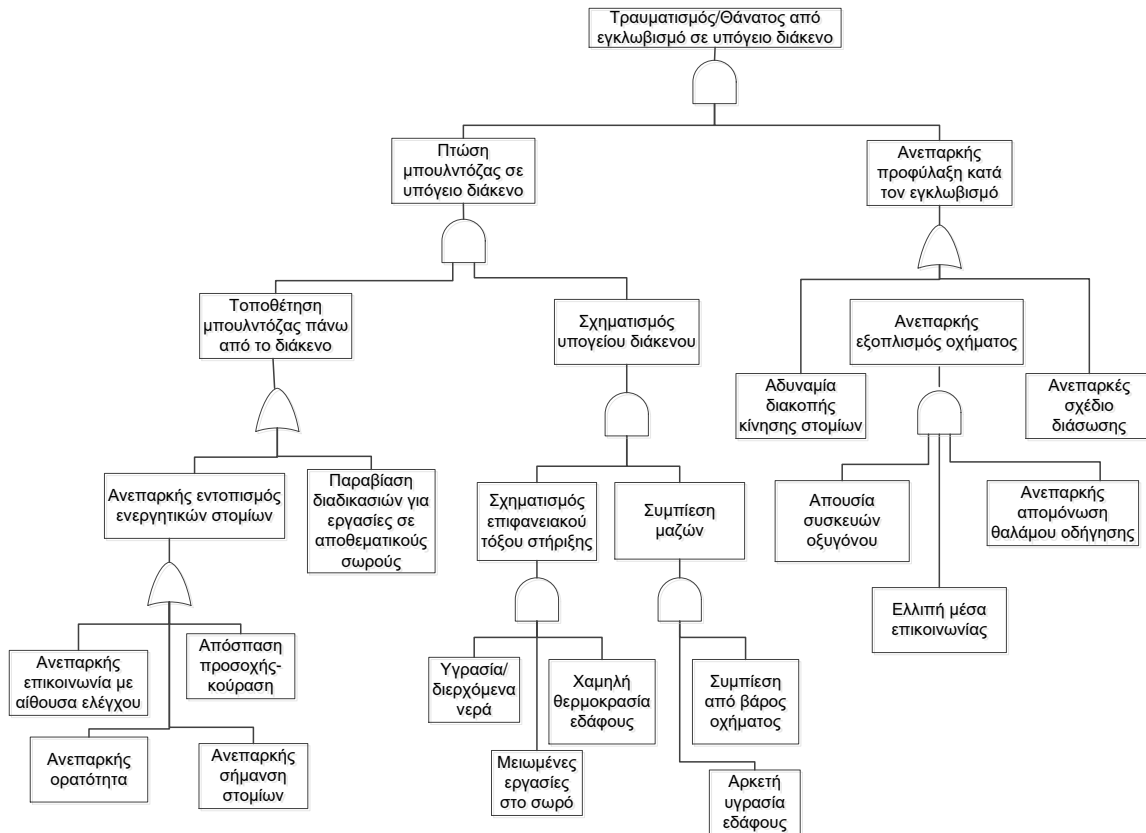 Τραυματισμός/Θάνατος από
εγκλωβισμό σε υπόγειο διάκενο
Πτώση
μπουλντόζας σε
υπόγειο διάκενο
Ανεπαρκής
προφύλαξη κατά
τον εγκλωβισμό
Τοποθέτηση
μπουλντόζας πάνω
από το διάκενο
Σχηματισμός
υπογείου διάκενου
Ανεπαρκής
εξοπλισμός οχήματος
Αδυναμία
διακοπής
κίνησης στομίων
Ανεπαρκές
σχέδιο
διάσωσης
Ανεπαρκής εντοπισμός
ενεργητικών στομίων
Παραβίαση
διαδικασιών για
εργασίες σε
αποθεματικούς
σωρούς
Σχηματισμός
επιφανειακού
τόξου στήριξης
Συμπίεση
μαζών
Απουσία
συσκευών
οξυγόνου
Ανεπαρκής
απομόνωση
θαλάμου οδήγησης
Ελλιπή μέσα
επικοινωνίας
Ανεπαρκής
επικοινωνία με
αίθουσα ελέγχου
Απόσπαση
προσοχής-
κούραση
Υγρασία/
διερχόμενα
νερά
Χαμηλή
θερμοκρασία
εδάφους
Συμπίεση
από βάρος
οχήματος
Ανεπαρκής
ορατότητα
Ανεπαρκής
σήμανση
στομίων
Μειωμένες
εργασίες
στο σωρό
Αρκετή
υγρασία
εδάφους